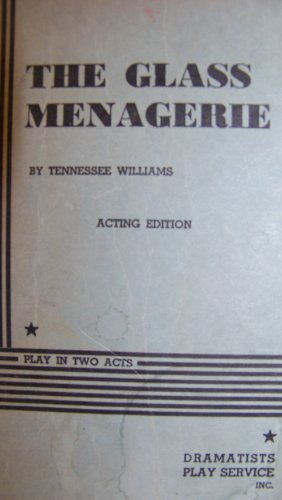 THE GLASS
MENAGERIE
BY TENNESSEE WILLIAMS
ACTING EDITION
PLAY IN TWO ACTS
DRAMATISTS
PLAY SERVICE
INC.